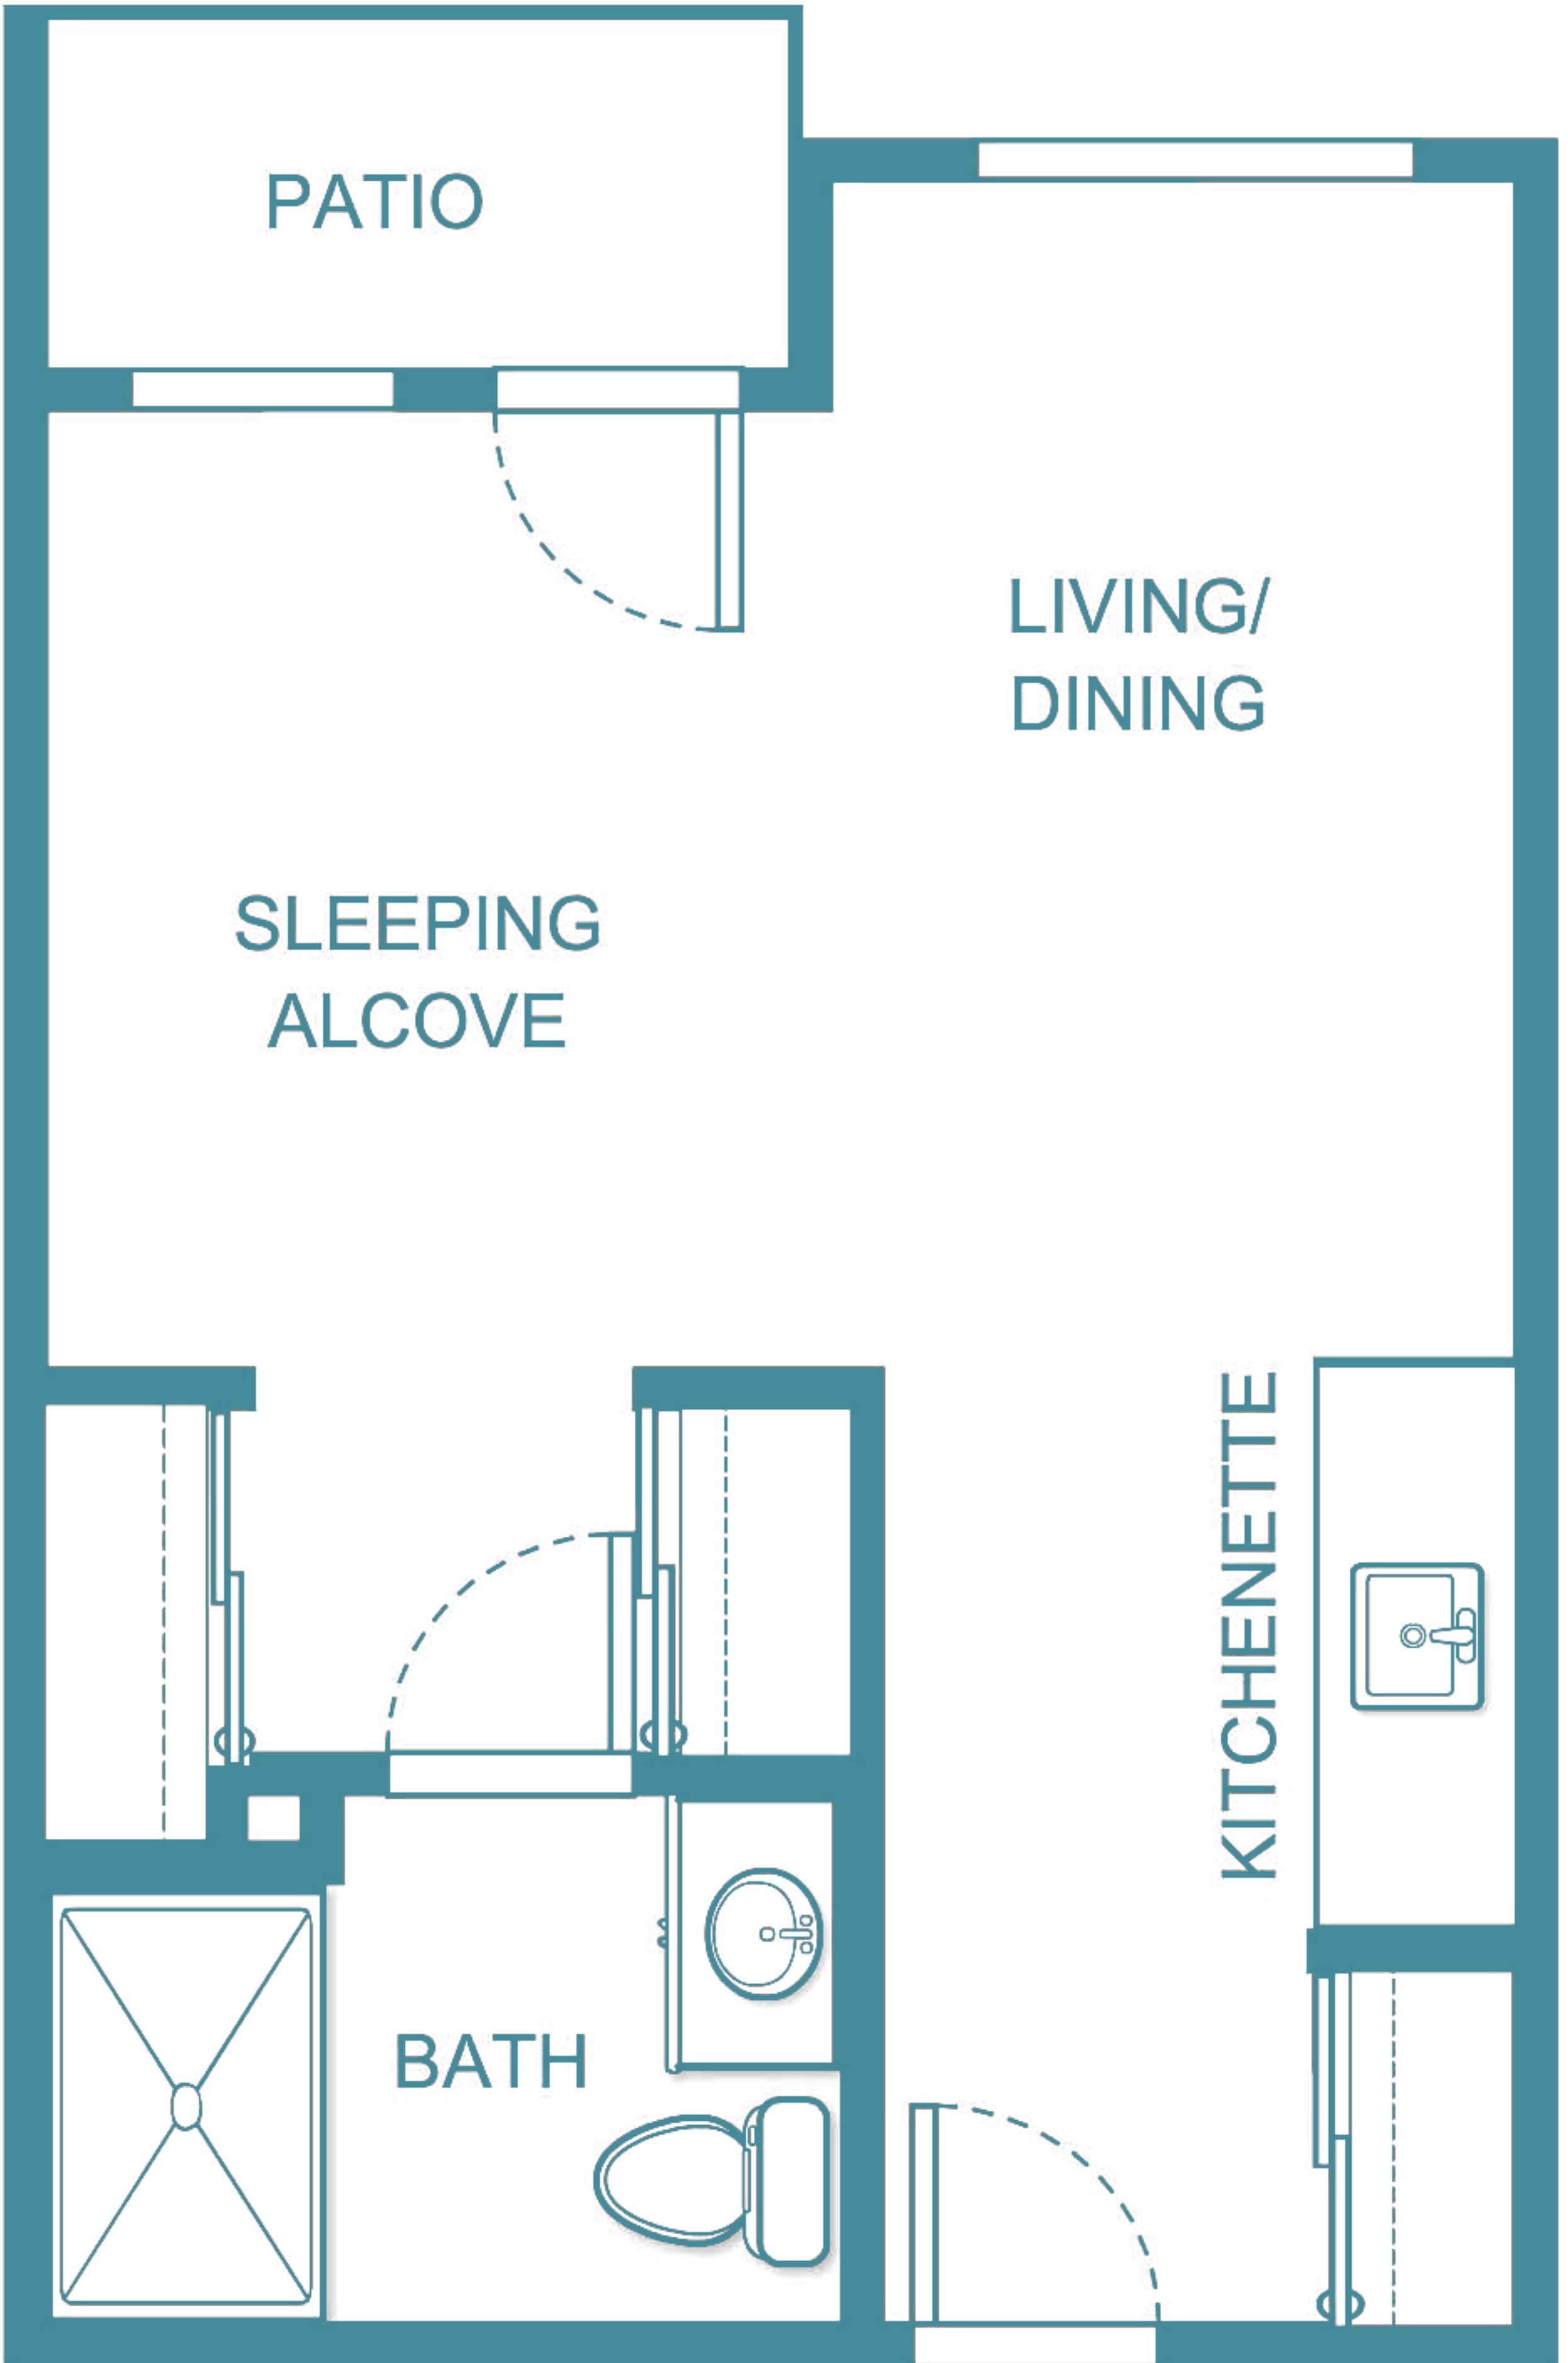 PATIO
LIVING/
DINING
SLEEPING
ALCOVE
KITCHENETTE
BATH